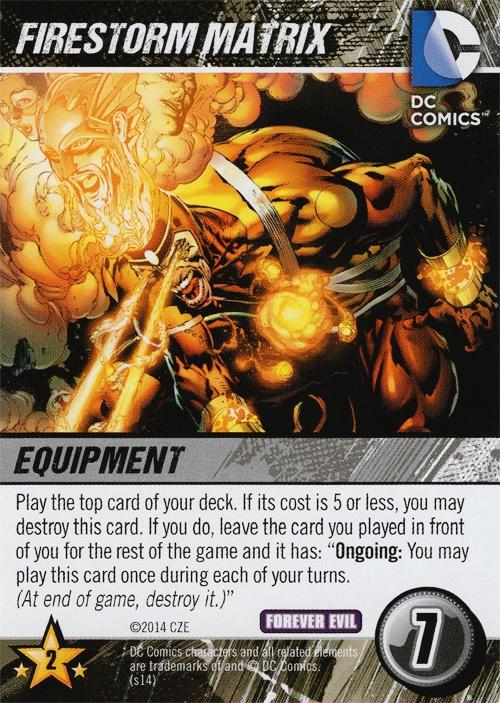 FIRESTORM MATRIX
DC
COMICS™
EQUIPMENT
Play the top card of your deck. If its cost is 5 or less, you may
destroy this card. If you do, leave the card you played in front
of you for the rest of the game and it has: “Ongoing: You may
play this card once during each of your turns.
(At end of game, destroy it.)”
©2014 CZE
FOREVER EVIL
2
7
DC Comics characters and all related elements
are trademarks of and © DC Comics.
(s14)